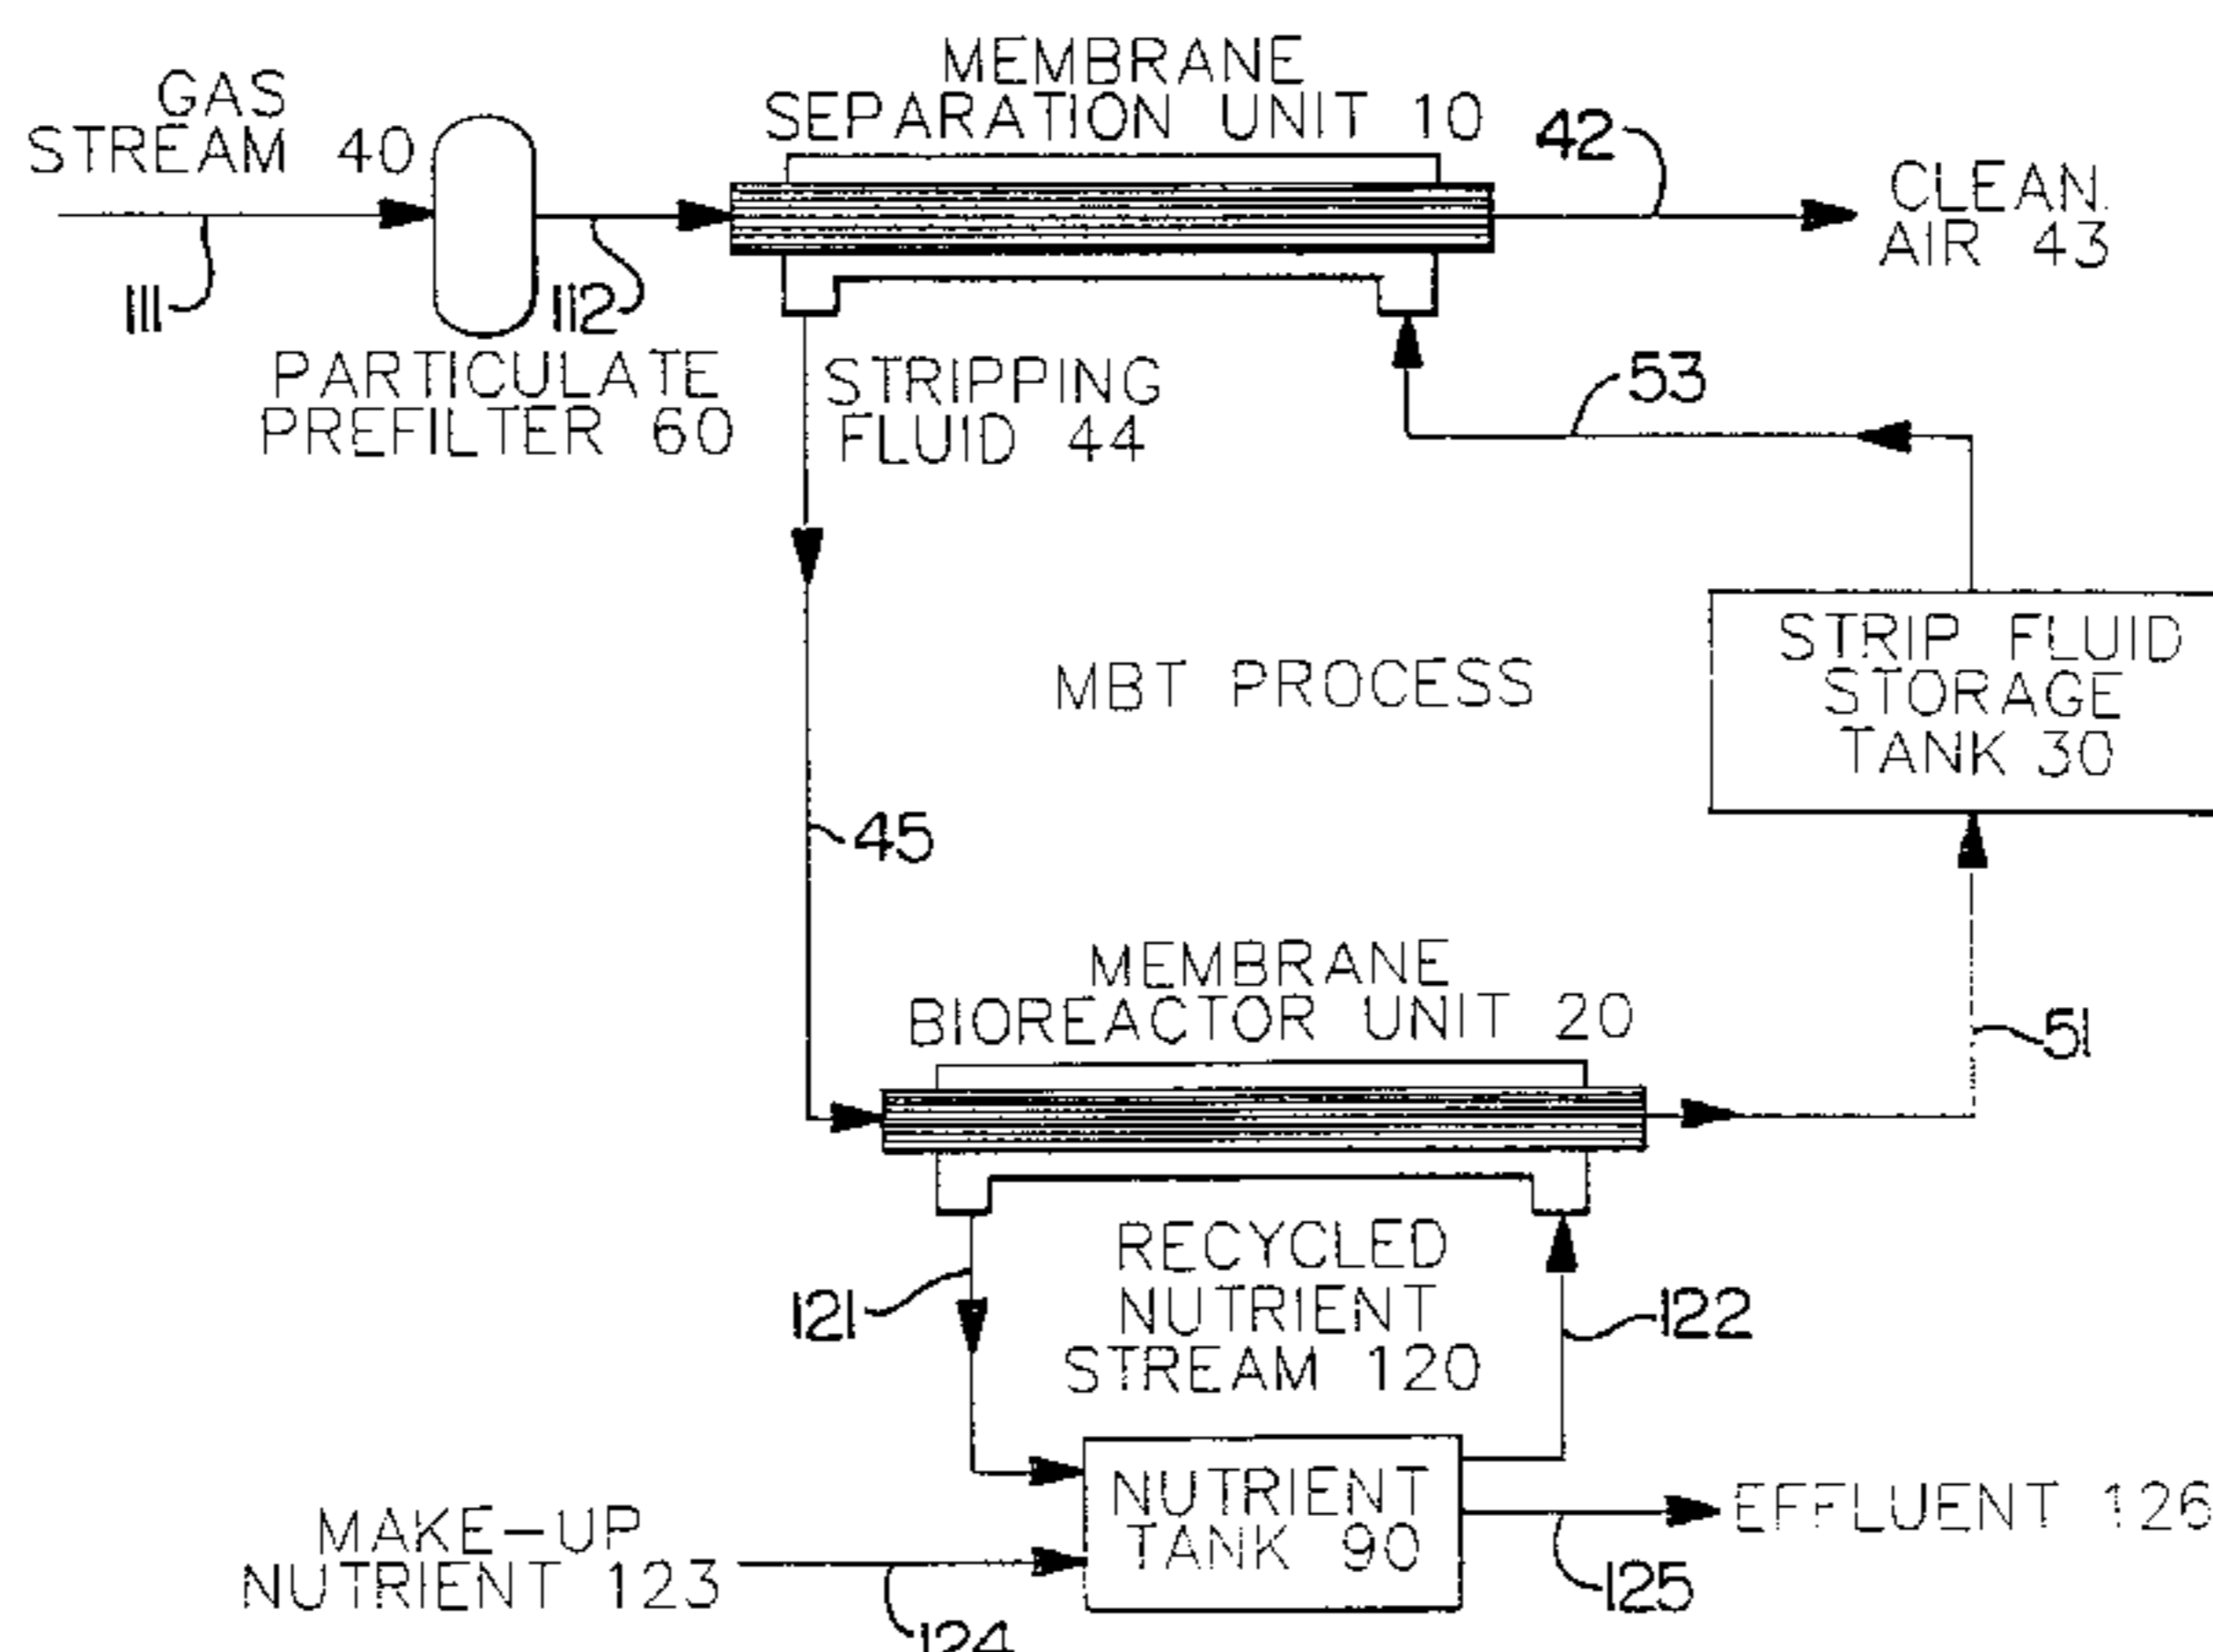 GAS
STREAM 40
MEMBRANE
SEPARATION UNIT 10
42
CLEAN
AIR 43
111
112
PARTICULATE
PREFILTER 60
STRIPPING
FLUID 44
53
STRIP FLUID
STORAGE
TANK 30
MBT PROCESS
45
MEMBRANE
BIOREACTOR UNIT 20
51
RECYCLED
NUTRIENT
STREAM 120
121
122
NUTRIENT
TANK 90
EFFLUENT 126
MAKE-UP
NUTRIENT 123
125
124